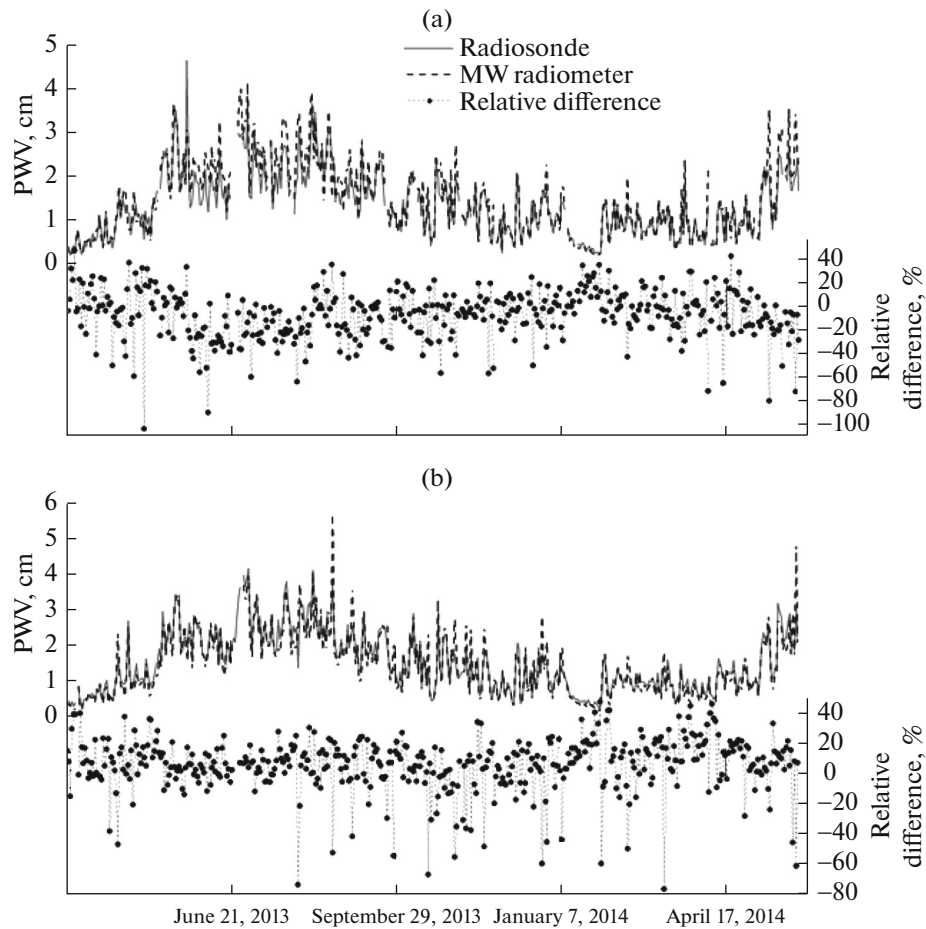 (a)
Radiosonde
MW radiometer
Relative difference
PWV, cm
5
4
3
2
1
0
40
20
0
−20
−40
−60
−80
−100
Relative
difference, %
(b)
PWV, cm
6
5
4
3
2
1
0
40
20
0
−20
−40
−60
−80
Relative
difference, %
June 21, 2013 September 29, 2013 January 7, 2014 April 17, 2014